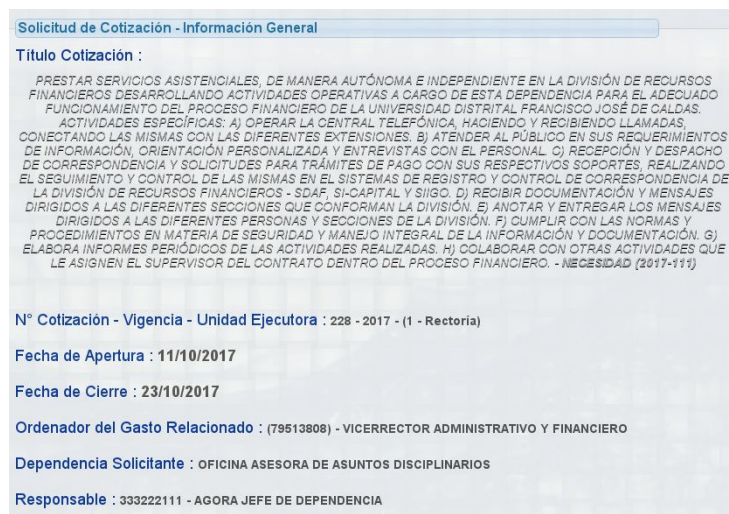 Solicitud de Cotización - Información General
Título Cotización :
PRESTAR SERVICIOS ASISTENCIALES, DE MANERA AUTÓNOMA E INDEPENDIENTE EN LA DIVISIÓN DE RECURSOS
FINANCIEROS DESARROLLANDO ACTIVIDADES OPERATIVAS A CARGO DE ESTA DEPENDENCIA PARA EL ADECUADO
FUNCIONAMIENTO DEL PROCESO FINANCIERO DE LA UNIVERSIDAD DISTRITAL FRANCISCO JOSÉ DE CALDAS.
ACTIVIDADES ESPECÍFICAS: A) OPERAR LA CENTRAL TELEFÓNICA, HACIENDO Y RECIBIENDO LLAMADAS,
CONECTANDO LAS MISMAS CON LAS DIFERENTES EXTENSIONES. B) ATENDER AL PÚBLICO EN SUS REQUERIMIENTOS
DE INFORMACIÓN, ORIENTACIÓN PERSONALIZADA Y ENTREVISTAS CON EL PERSONAL. C) RECEPCIÓN Y DESPACHO
DE CORRESPONDENCIA Y SOLICITUDES PARA TRÁMITES DE PAGO CON SUS RESPECTIVOS SOPORTES, REALIZANDO
EL SEGUIMIENTO Y CONTROL DE LAS MISMAS EN EL SISTEMAS DE REGISTRO Y CONTROL DE CORRESPONDENCIA DE
LA DIVISIÓN DE RECURSOS FINANCIEROS - SDAF, SI-CAPITAL Y SIIGO. D) RECIBIR DOCUMENTACIÓN Y MENSAJES
DIRIGIDOS A LAS DIFERENTES SECCIONES QUE CONFORMAN LA DIVISIÓN. E) ANOTAR Y ENTREGAR LOS MENSAJES
DIRIGIDOS A LAS DIFERENTES PERSONAS Y SECCIONES DE LA DIVISIÓN. F) CUMPLIR CON LAS NORMAS Y
PROCEDIMIENTOS EN MATERIA DE SEGURIDAD Y MANEJO INTEGRAL DE LA INFORMACIÓN Y DOCUMENTACIÓN. G)
ELABORA INFORMES PERIÓDICOS DE LAS ACTIVIDADES REALIZADAS. H) COLABORAR CON OTRAS ACTIVIDADES QUE
LE ASIGNEN EL SUPERVISOR DEL CONTRATO DENTRO DEL PROCESO FINANCIERO. - NECESIDAD (2017-111)
N° Cotización - Vigencia - Unidad Ejecutora : 228 - 2017 - (1 - Rectoría)
Fecha de Apertura : 11/10/2017
Fecha de Cierre : 23/10/2017
Ordenador del Gasto Relacionado : (79513808) - VICERRECTOR ADMINISTRATIVO Y FINANCIERO
Dependencia Solicitante : OFICINA ASESORA DE ASUNTOS DISCIPLINARIOS
Responsable : 333222111 - AGORA JEFE DE DEPENDENCIA